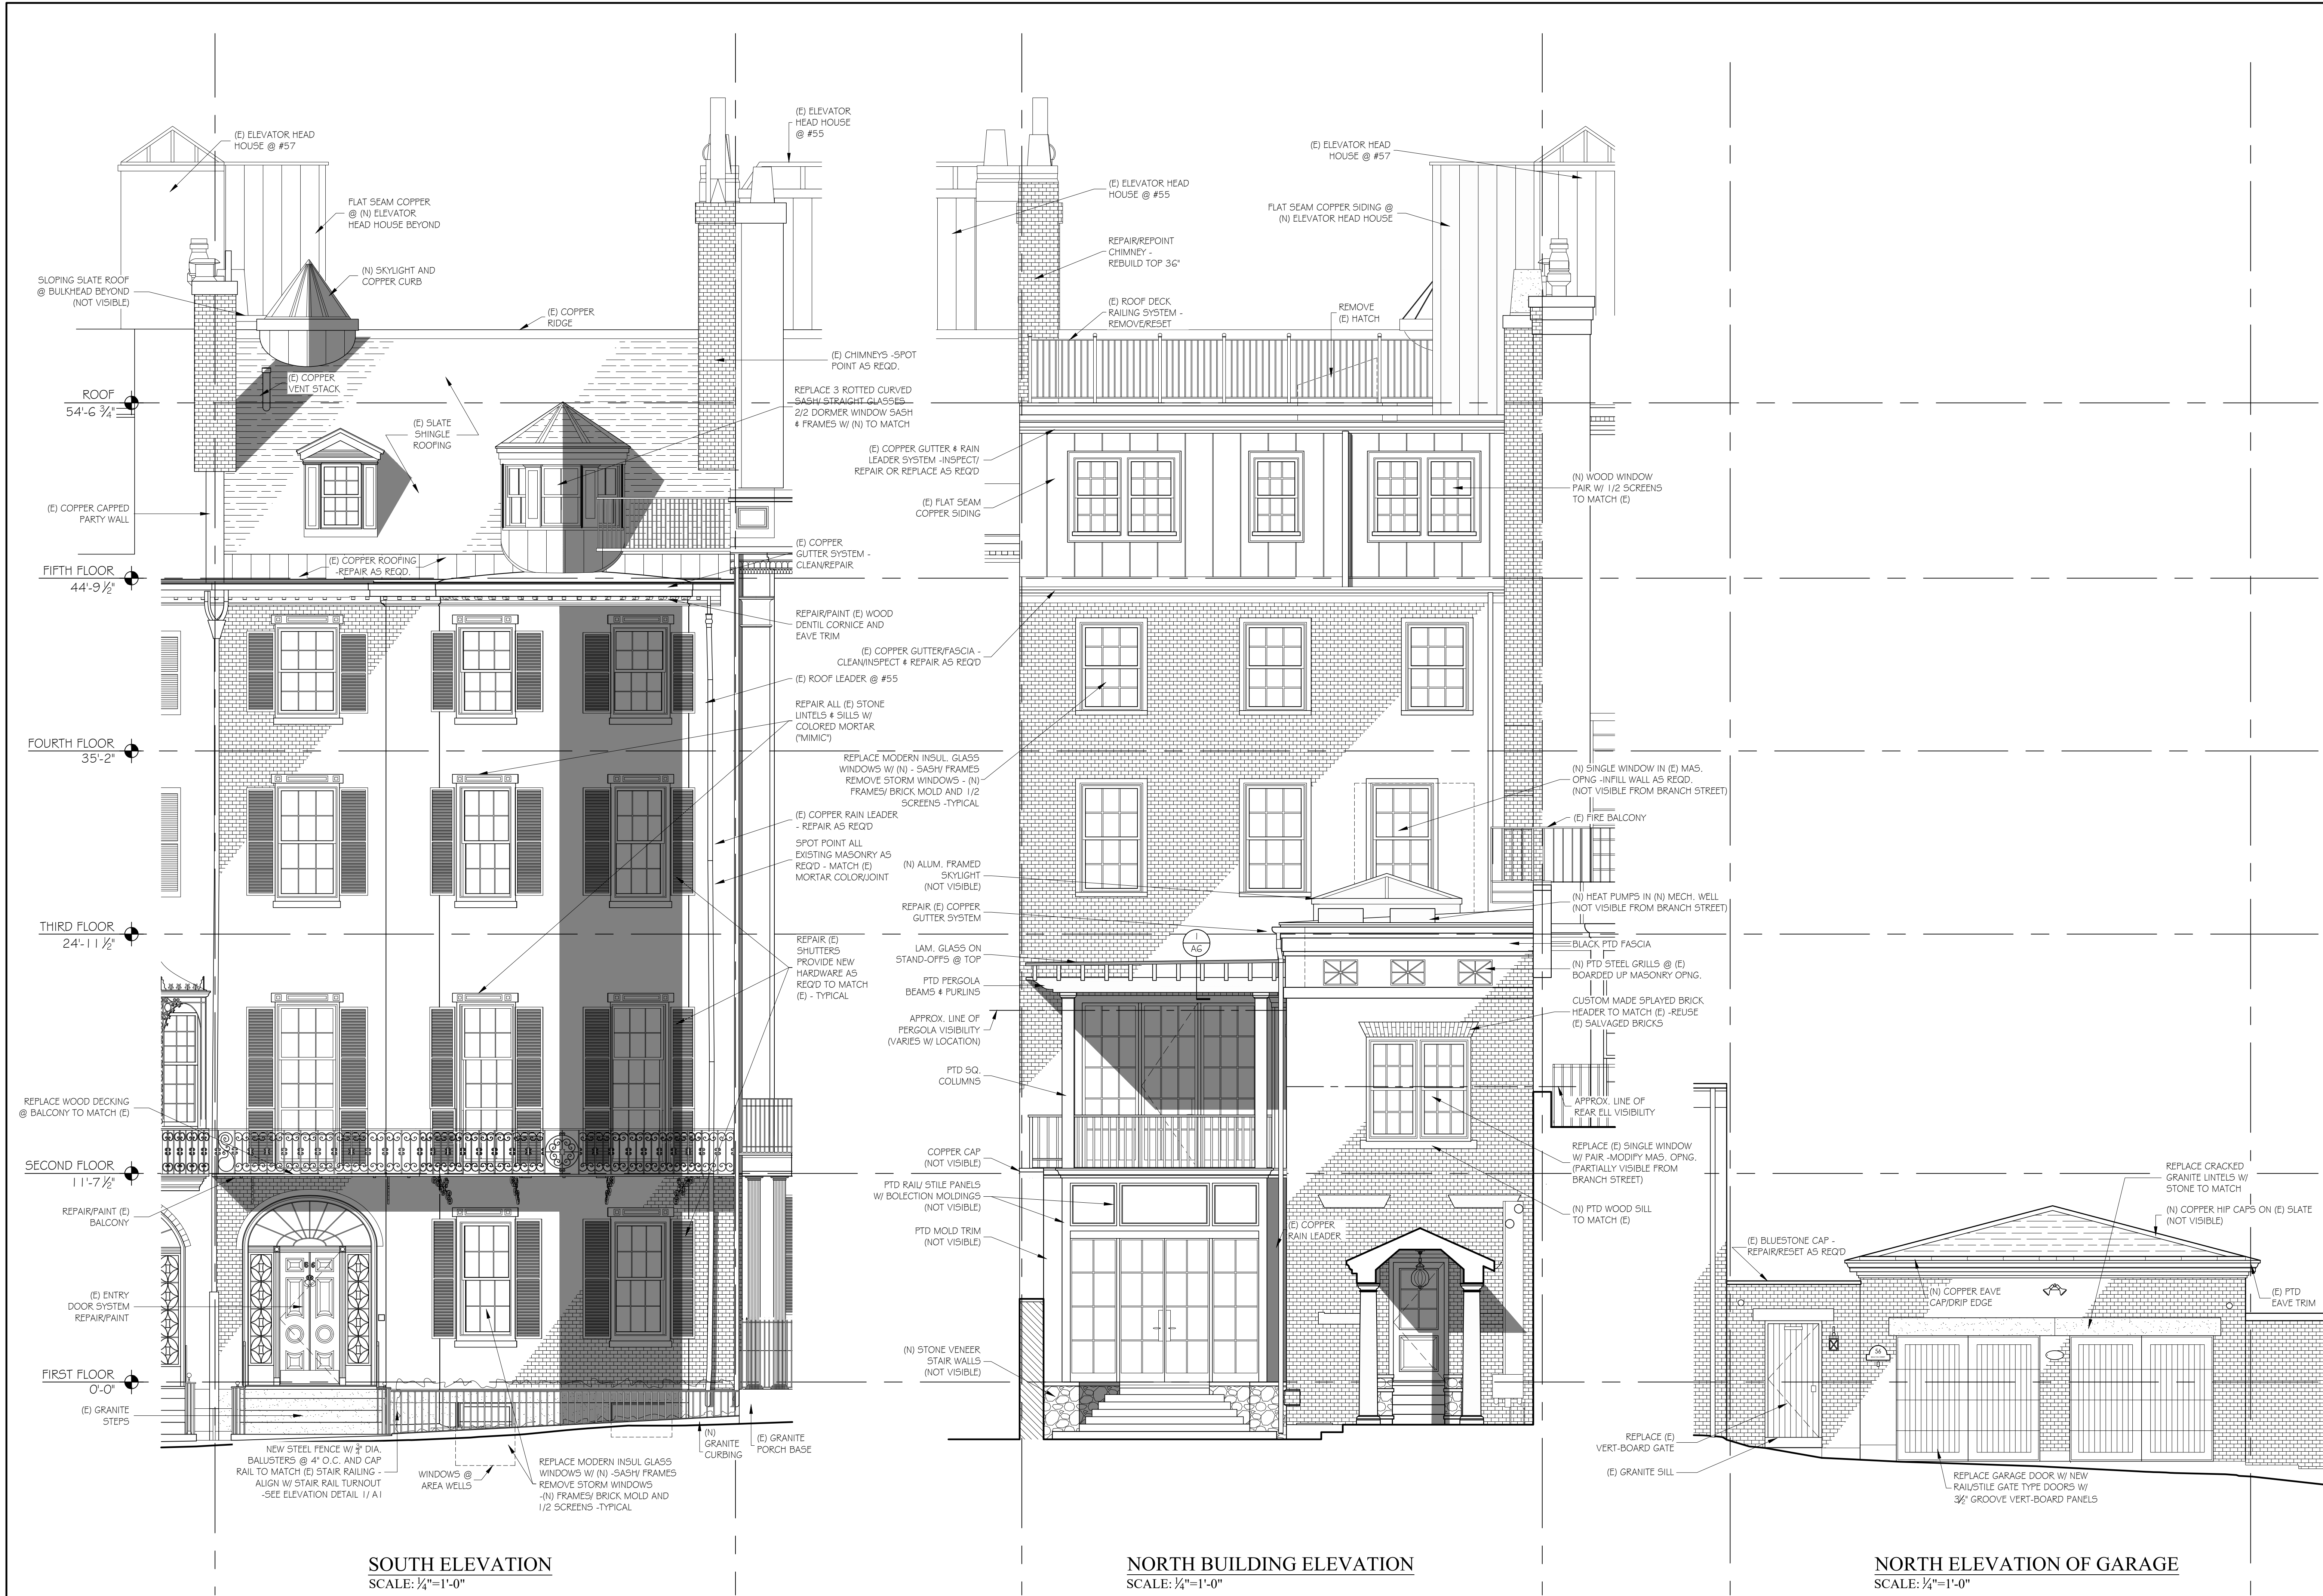 (E) ELEVATOR HEAD
HOUSE @ #57
FLAT SEAM COPPER
@ (N) ELEVATOR
HEAD HOUSE BEYOND
SLOPING SLATE ROOF
@ BULKHEAD BEYOND
(NOT VISIBLE)
(N) SKYLIGHT AND
COPPER CURB
(E) COPPER
RIDGE
(E) COPPER
VENT STACK
(E) SLATE
SHINGLE
ROOFING
ROOF
54'-6 3/4"
(E) COPPER CAPPED
PARTY WALL
(E) COPPER ROOFING
-REPAIR AS REQD.
FIFTH FLOOR
44'-9 1/2"
FOURTH FLOOR
35'-2"
THIRD FLOOR
24'-11 1/2"
REPLACE WOOD DECKING
@ BALCONY TO MATCH (E)
SECOND FLOOR
11'-7 1/2"
REPAIR/PAINT (E)
BALCONY
(E) ENTRY
DOOR SYSTEM
REPAIR/PAINT
56
FIRST FLOOR
0'-0"
(E) GRANITE
STEPS
NEW STEEL FENCE W/ 3/4" DIA.
BALUSTERS @ 4" O.C. AND CAP
RAIL TO MATCH (E) STAIR RAILING -
ALIGN W/ STAIR RAIL TURNOUT
-SEE ELEVATION DETAIL 1/ A1
WINDOWS @
AREA WELLS
REPLACE MODERN INSUL GLASS
WINDOWS W/ (N) -SASH/ FRAMES
REMOVE STORM WINDOWS
-(N) FRAMES/ BRICK MOLD AND
1/2 SCREENS -TYPICAL
(N)
GRANITE
CURBING
(E) GRANITE
PORCH BASE
(E) ELEVATOR
HEAD HOUSE
@ #55
(E) CHIMNEYS -SPOT
POINT AS REQD.
REPLACE 3 ROTTED CURVED
SASH/ STRAIGHT GLASSES
2/2 DORMER WINDOW SASH
& FRAMES W/ (N) TO MATCH
(E) COPPER
GUTTER SYSTEM -
CLEAN/REPAIR
REPAIR/PAINT (E) WOOD
DENTIL CORNICE AND
EAVE TRIM
(E) ROOF LEADER @ #55
REPAIR ALL (E) STONE
LINTELS & SILLS W/
COLORED MORTAR
("MIMIC")
(E) COPPER RAIN LEADER
- REPAIR AS REQ'D
SPOT POINT ALL
EXISTING MASONRY AS
REQ'D - MATCH (E)
MORTAR COLOR/JOINT
REPAIR (E)
SHUTTERS
PROVIDE NEW
HARDWARE AS
REQ'D TO MATCH
(E) - TYPICAL
SOUTH ELEVATION
SCALE: 1/4"=1'-0"
(E) ELEVATOR HEAD
HOUSE @ #55
REPAIR/REPOINT
CHIMNEY -
REBUILD TOP 36"
(E) ROOF DECK
RAILING SYSTEM -
REMOVE/RESET
REMOVE
(E) HATCH
(E) ELEVATOR HEAD
HOUSE @ #57
FLAT SEAM COPPER SIDING @
(N) ELEVATOR HEAD HOUSE
(E) COPPER GUTTER & RAIN
LEADER SYSTEM -INSPECT/
REPAIR OR REPLACE AS REQ'D
(E) FLAT SEAM
COPPER SIDING
(N) WOOD WINDOW
PAIR W/ 1/2 SCREENS
TO MATCH (E)
(E) COPPER GUTTER/FASCIA -
CLEAN/INSPECT & REPAIR AS REQ'D
REPLACE MODERN INSUL. GLASS
WINDOWS W/ (N) - SASH/ FRAMES
REMOVE STORM WINDOWS - (N)
FRAMES/ BRICK MOLD AND 1/2
SCREENS -TYPICAL
(N) SINGLE WINDOW IN (E) MAS.
OPNG -INFILL WALL AS REQD.
(NOT VISIBLE FROM BRANCH STREET)
(E) FIRE BALCONY
(N) ALUM. FRAMED
SKYLIGHT
(NOT VISIBLE)
(N) HEAT PUMPS IN (N) MECH. WELL
(NOT VISIBLE FROM BRANCH STREET)
REPAIR (E) COPPER
GUTTER SYSTEM
1
A6
BLACK PTD FASCIA
LAM. GLASS ON
STAND-OFFS @ TOP
(N) PTD STEEL GRILLS @ (E)
BOARDED UP MASONRY OPNG.
PTD PERGOLA
BEAMS & PURLINS
CUSTOM MADE SPLAYED BRICK
HEADER TO MATCH (E) -REUSE
(E) SALVAGED BRICKS
APPROX. LINE OF
PERGOLA VISIBILITY
(VARIES W/ LOCATION)
PTD SQ.
COLUMNS
APPROX. LINE OF
REAR ELL VISIBILITY
COPPER CAP
(NOT VISIBLE)
REPLACE (E) SINGLE WINDOW
W/ PAIR -MODIFY MAS. OPNG.
(PARTIALLY VISIBLE FROM
BRANCH STREET)
PTD RAIL/ STILE PANELS
W/ BOLECTION MOLDINGS
(NOT VISIBLE)
(N) PTD WOOD SILL
TO MATCH (E)
PTD MOLD TRIM
(NOT VISIBLE)
(E) COPPER
RAIN LEADER
(N) STONE VENEER
STAIR WALLS
(NOT VISIBLE)
NORTH BUILDING ELEVATION
SCALE: 1/4"=1'-0"
REPLACE CRACKED
GRANITE LINTELS W/
STONE TO MATCH
(N) COPPER HIP CAPS ON (E) SLATE
(NOT VISIBLE)
(E) BLUESTONE CAP -
REPAIR/RESET AS REQ'D
(N) COPPER EAVE
CAP/DRIP EDGE
(E) PTD
EAVE TRIM
56
REPLACE (E)
VERT-BOARD GATE
(E) GRANITE SILL
REPLACE GARAGE DOOR W/ NEW
RAIL/STILE GATE TYPE DOORS W/
3 1/2" GROOVE VERT-BOARD PANELS
NORTH ELEVATION OF GARAGE
SCALE: 1/4"=1'-0"